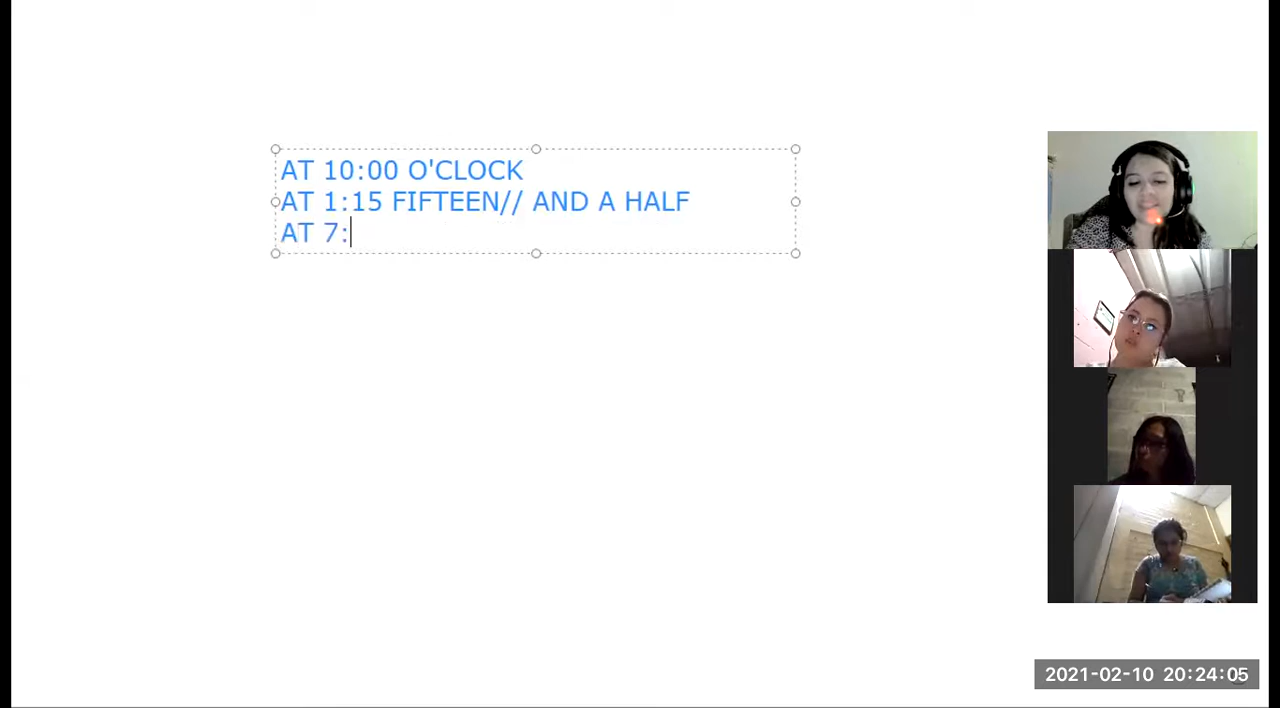 AT 10:00 O'CLOCK
AT 1:15 FIFTEEN// AND A HALF
AT 7:
2021-02-10 20:24:05